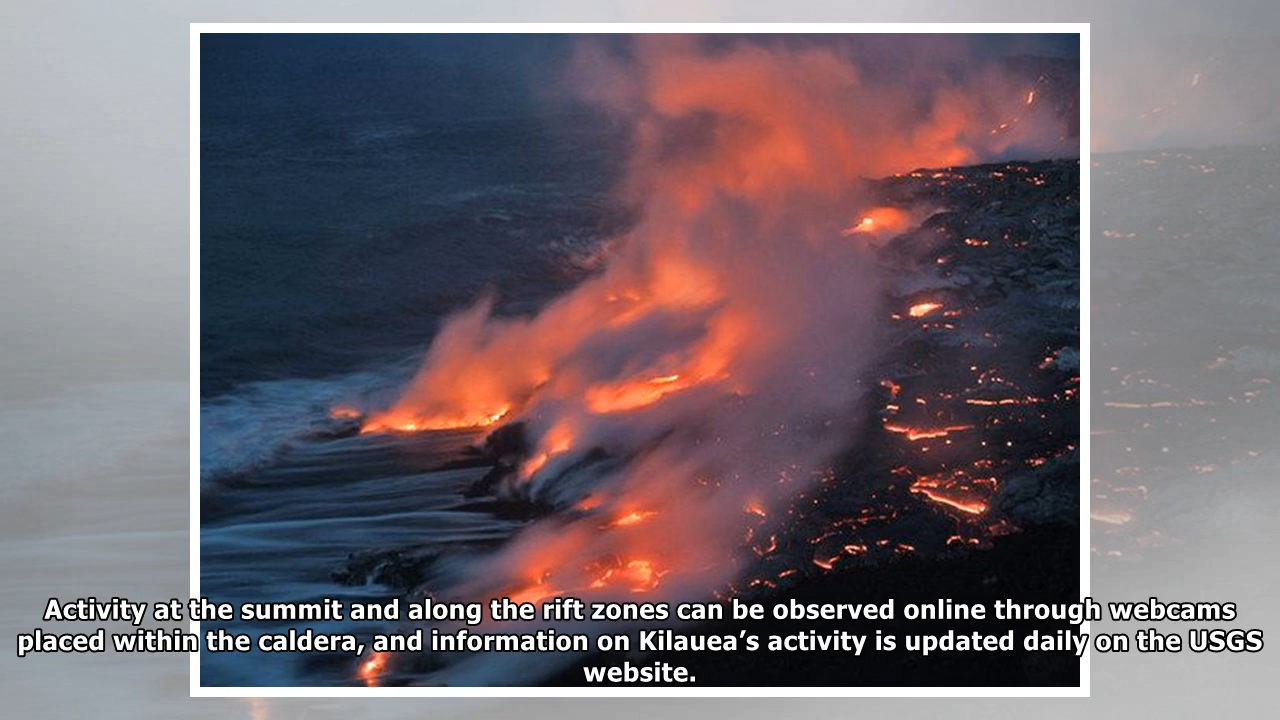 Activity at the summit and along the rift zones can be observed online through webcams
placed within the caldera, and information on Kilauea’s activity is updated daily on the USGS
website.